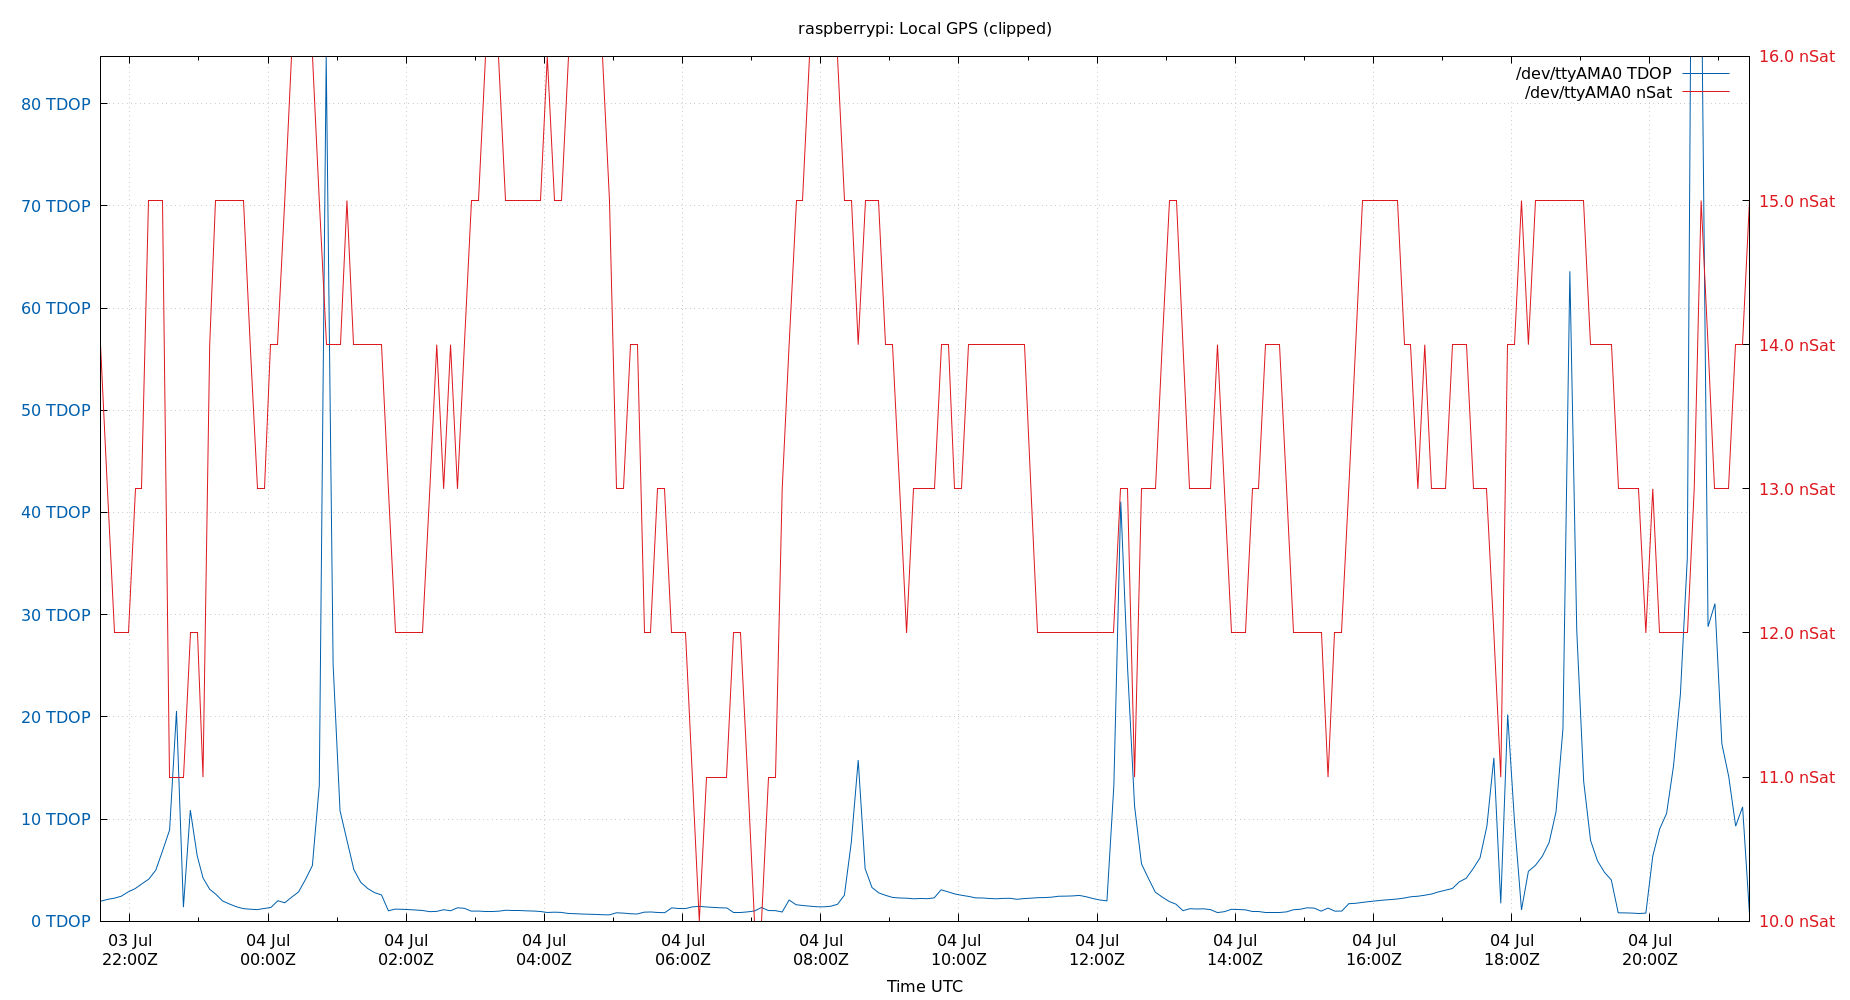 raspberrypi: Local GPS (clipped)
/dev/ttyAMA0 TDOP
/dev/ttyAMA0 nSat
80 TDOP
70 TDOP
60 TDOP
50 TDOP
40 TDOP
30 TDOP
20 TDOP
10 TDOP
0 TDOP
16.0 nSat
15.0 nSat
14.0 nSat
13.0 nSat
12.0 nSat
11.0 nSat
10.0 nSat
03 Jul 04 Jul 04 Jul 04 Jul 04 Jul 04 Jul 04 Jul 04 Jul 04 Jul 04 Jul 04 Jul 04 Jul
22:00Z 00:00Z 02:00Z 04:00Z 06:00Z 08:00Z 10:00Z 12:00Z 14:00Z 16:00Z 18:00Z 20:00Z
Time UTC